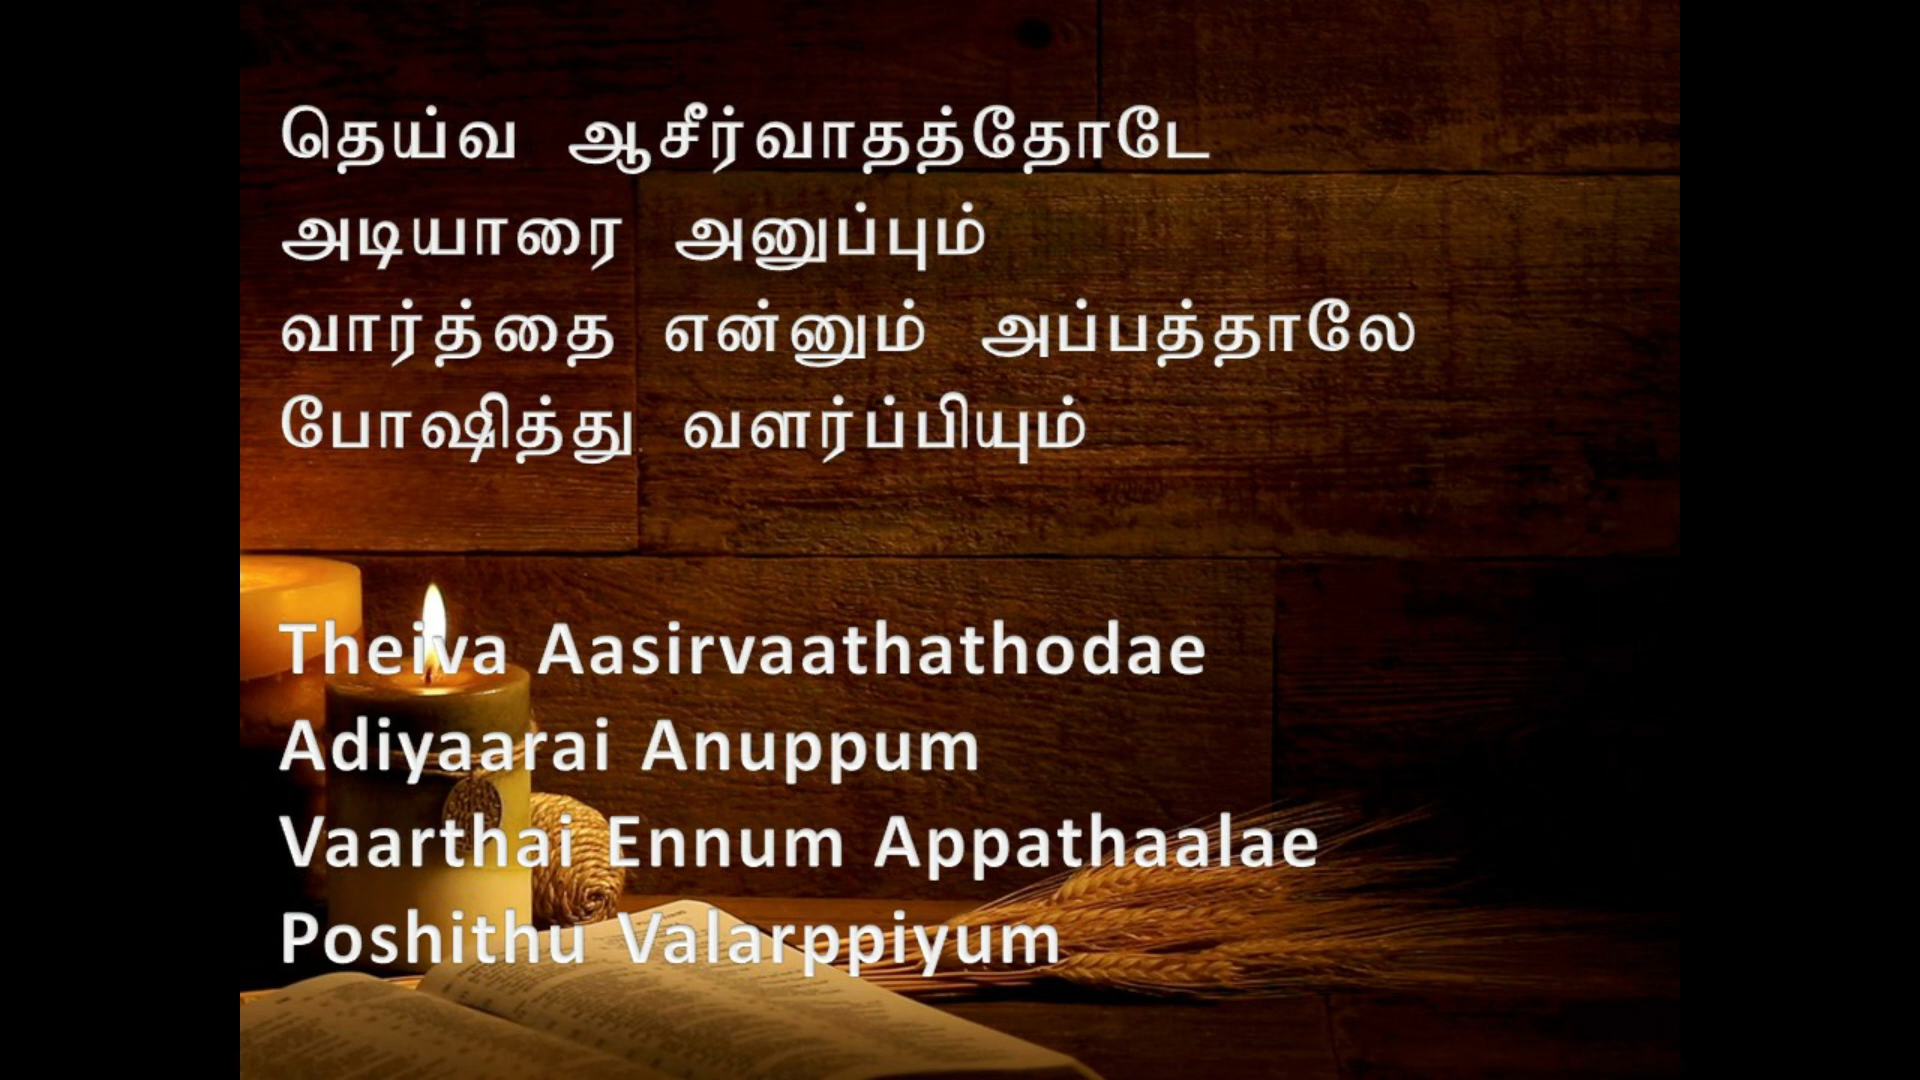 தெய்வ ஆசீர்வாதத்தோடே
அடியாரை அனுப்பும்
வார்த்தை என்னும் அப்பத்தாலே
போஷித்து வளர்ப்பியும்
Theiva Aasirvaathathodae
Adiyaarai Anuppum
Vaarthai Ennum Appathaalae
Poshithu Valarppiyum